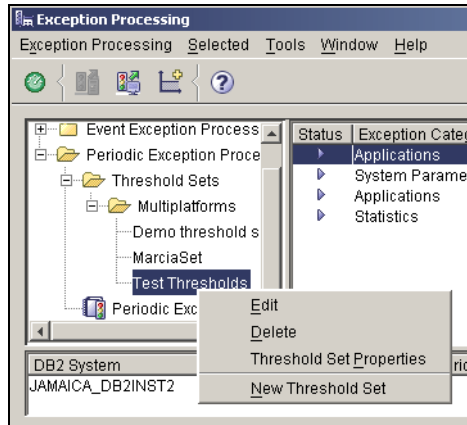 Exception Processing
Exception Processing Selected Tools Window Help
Event Exception Process
Periodic Exception Proce
Threshold Sets
Multiplatforms
Demo threshold s
MarciaSet
Test Thresholds
Periodic Exc
Status Exception Categ
Applications
System Parame
Applications
Statistics
Edit
Delete
Threshold Set Properties
New Threshold Set
DB2 System
JAMAICA_DB2INST2